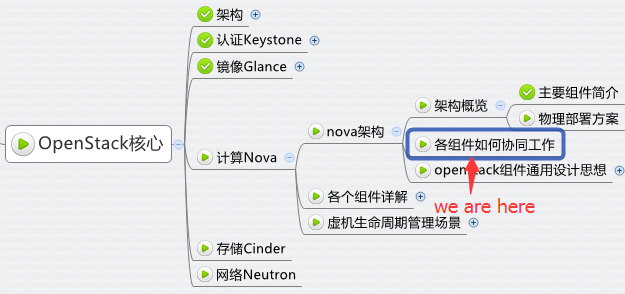 架构
认证Keystone
镜像Glance
主要组件简介
架构概览
物理部署方案
nova架构
OpenStack核心
各组件如何协同工作
计算Nova
openstack组件通用设计思想
各个组件详解
we are here
虚机生命周期管理场景
存储Cinder
网络Neutron